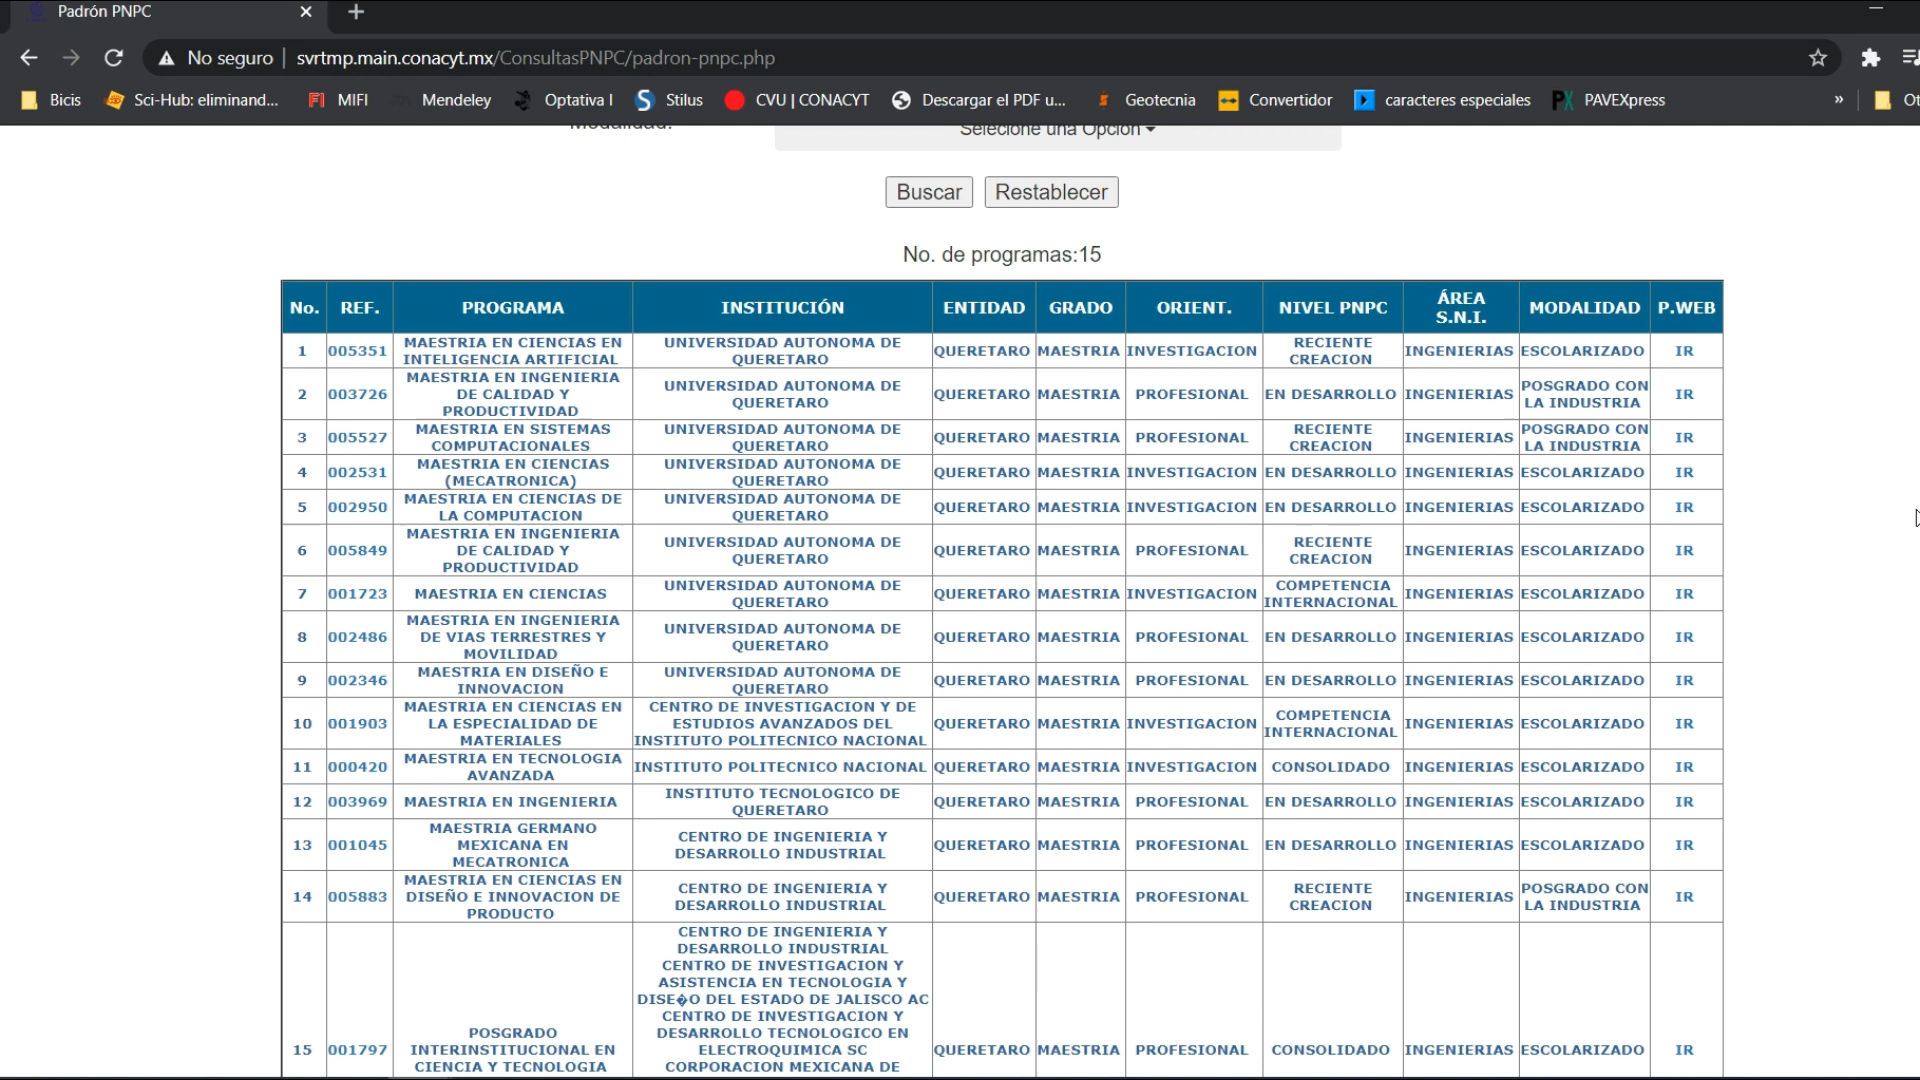 Padrón PNPC
No seguro | svrtmp.main.conacyt.mx/ConsultasPNPC/padron-pnpc.php
Bicis Sci-Hub: eliminand... MIFI Mendeley Optativa I Stilus CVU | CONACYT Descargar el PDF u... Geotecnia Convertidor caracteres especiales PAVEXpress » Ot
Modalidad: Selecione una Opción
Buscar Restablecer
No. de programas:15
No. REF. PROGRAMA INSTITUCIÓN ENTIDAD GRADO ORIENT. NIVEL PNPC ÁREA S.N.I. MODALIDAD P.WEB
1 005351 MAESTRIA EN CIENCIAS EN INTELIGENCIA ARTIFICIAL UNIVERSIDAD AUTONOMA DE QUERETARO QUERETARO MAESTRIA INVESTIGACION RECIENTE CREACION INGENIERIAS ESCOLARIZADO IR
2 003726 MAESTRIA EN INGENIERIA DE CALIDAD Y PRODUCTIVIDAD UNIVERSIDAD AUTONOMA DE QUERETARO QUERETARO MAESTRIA PROFESIONAL EN DESARROLLO INGENIERIAS POSGRADO CON LA INDUSTRIA IR
3 005527 MAESTRIA EN SISTEMAS COMPUTACIONALES UNIVERSIDAD AUTONOMA DE QUERETARO QUERETARO MAESTRIA PROFESIONAL RECIENTE CREACION INGENIERIAS POSGRADO CON LA INDUSTRIA IR
4 002531 MAESTRIA EN CIENCIAS (MECATRONICA) UNIVERSIDAD AUTONOMA DE QUERETARO QUERETARO MAESTRIA INVESTIGACION EN DESARROLLO INGENIERIAS ESCOLARIZADO IR
5 002950 MAESTRIA EN CIENCIAS DE LA COMPUTACION UNIVERSIDAD AUTONOMA DE QUERETARO QUERETARO MAESTRIA INVESTIGACION EN DESARROLLO INGENIERIAS ESCOLARIZADO IR
6 005849 MAESTRIA EN INGENIERIA DE CALIDAD Y PRODUCTIVIDAD UNIVERSIDAD AUTONOMA DE QUERETARO QUERETARO MAESTRIA PROFESIONAL RECIENTE CREACION INGENIERIAS ESCOLARIZADO IR
7 001723 MAESTRIA EN CIENCIAS UNIVERSIDAD AUTONOMA DE QUERETARO QUERETARO MAESTRIA INVESTIGACION COMPETENCIA INTERNACIONAL INGENIERIAS ESCOLARIZADO IR
8 002486 MAESTRIA EN INGENIERIA DE VIAS TERRESTRES Y MOVILIDAD UNIVERSIDAD AUTONOMA DE QUERETARO QUERETARO MAESTRIA PROFESIONAL EN DESARROLLO INGENIERIAS ESCOLARIZADO IR
9 002346 MAESTRIA EN DISEÑO E INNOVACION UNIVERSIDAD AUTONOMA DE QUERETARO QUERETARO MAESTRIA PROFESIONAL EN DESARROLLO INGENIERIAS ESCOLARIZADO IR
10 001903 MAESTRIA EN CIENCIAS EN LA ESPECIALIDAD DE MATERIALES CENTRO DE INVESTIGACION Y DE ESTUDIOS AVANZADOS DEL INSTITUTO POLITECNICO NACIONAL QUERETARO MAESTRIA INVESTIGACION COMPETENCIA INTERNACIONAL INGENIERIAS ESCOLARIZADO IR
11 000420 MAESTRIA EN TECNOLOGIA AVANZADA INSTITUTO POLITECNICO NACIONAL QUERETARO MAESTRIA INVESTIGACION CONSOLIDADO INGENIERIAS ESCOLARIZADO IR
12 003969 MAESTRIA EN INGENIERIA INSTITUTO TECNOLOGICO DE QUERETARO QUERETARO MAESTRIA PROFESIONAL EN DESARROLLO INGENIERIAS ESCOLARIZADO IR
13 001045 MAESTRIA GERMANO MEXICANA EN MECATRONICA CENTRO DE INGENIERIA Y DESARROLLO INDUSTRIAL QUERETARO MAESTRIA PROFESIONAL EN DESARROLLO INGENIERIAS ESCOLARIZADO IR
14 005883 MAESTRIA EN CIENCIAS EN DISEÑO E INNOVACION DE PRODUCTO CENTRO DE INGENIERIA Y DESARROLLO INDUSTRIAL QUERETARO MAESTRIA PROFESIONAL RECIENTE CREACION INGENIERIAS POSGRADO CON LA INDUSTRIA IR
15 001797 POSGRADO INTERINSTITUCIONAL EN CIENCIA Y TECNOLOGIA CENTRO DE INGENIERIA Y DESARROLLO INDUSTRIAL CENTRO DE INVESTIGACION Y ASISTENCIA EN TECNOLOGIA Y DISE�O DEL ESTADO DE JALISCO AC CENTRO DE INVESTIGACION Y DESARROLLO TECNOLOGICO EN ELECTROQUIMICA SC CORPORACION MEXICANA DE QUERETARO MAESTRIA PROFESIONAL CONSOLIDADO INGENIERIAS ESCOLARIZADO IR